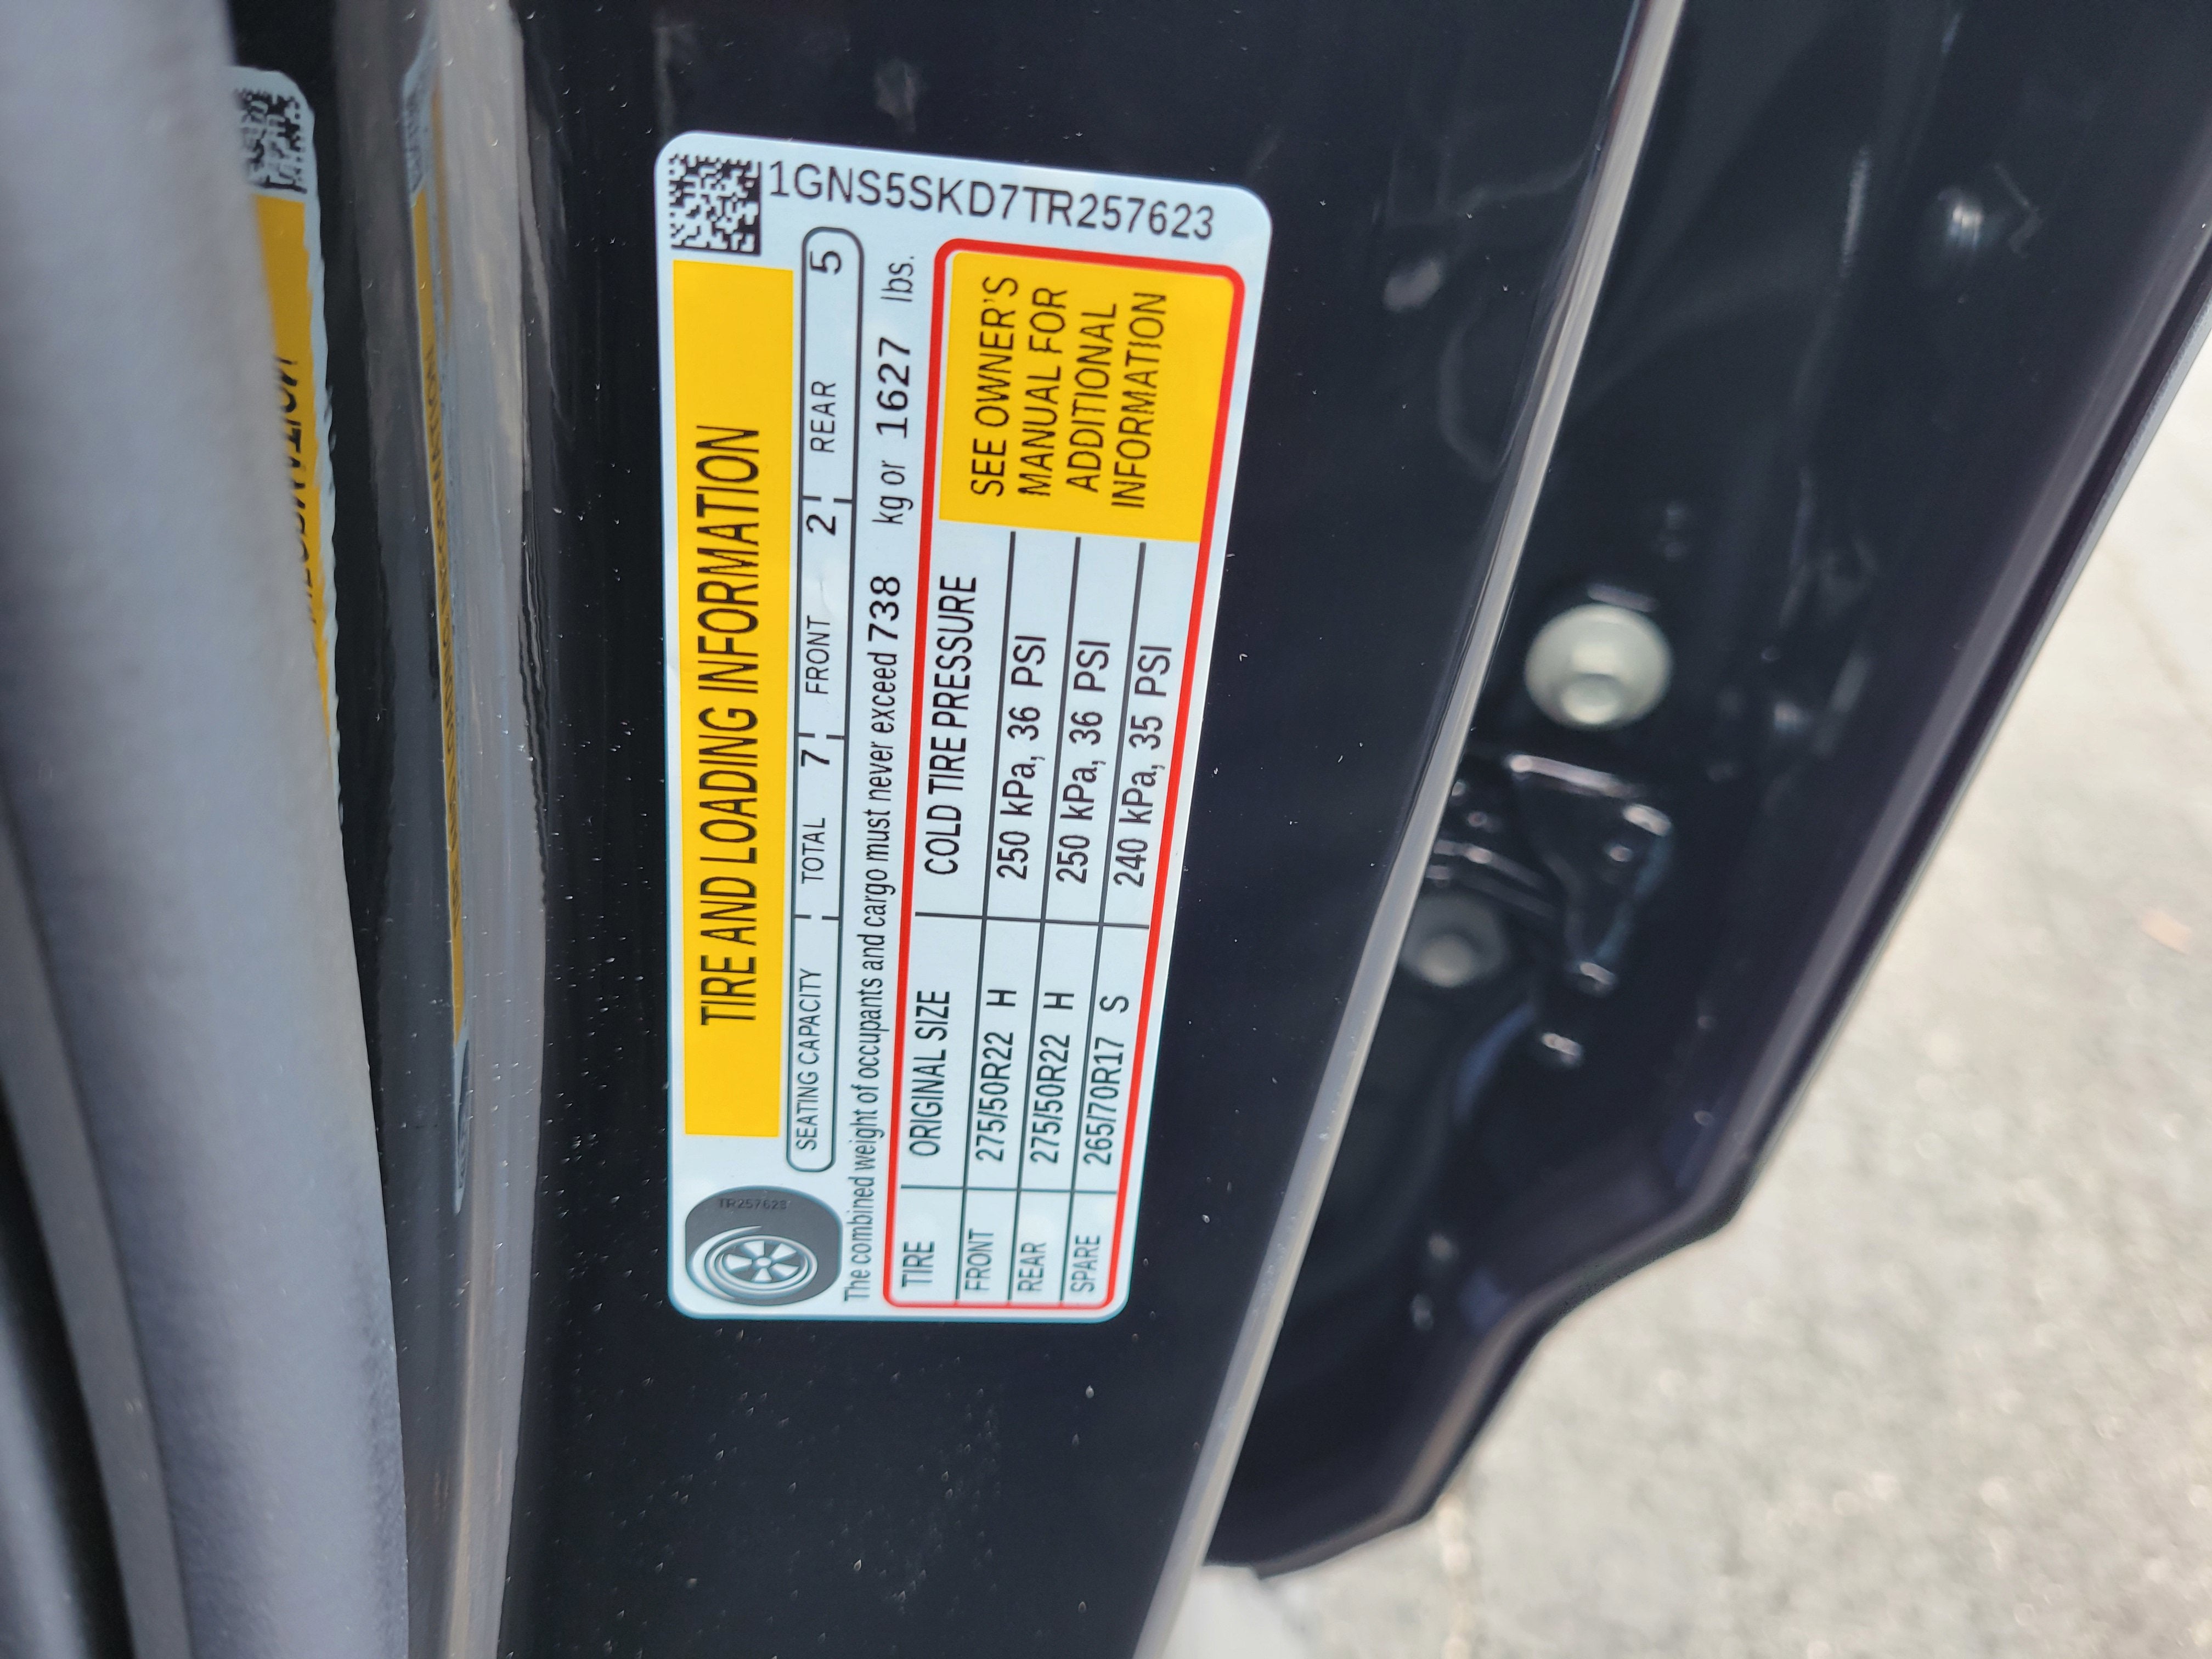 1GNS5SKD7TR257623
TIRE AND LOADING INFORMATION
TR257623
SEATING CAPACITY TOTAL 7 FRONT 2 REAR 5
The combined weight of occupants and cargo must never exceed 738 kg or 1627 lbs.
TIRE ORIGINAL SIZE COLD TIRE PRESSURE
FRONT 275/50R22 H 250 kPa, 36 PSI
REAR 275/50R22 H 250 kPa, 36 PSI
SPARE 265/70R17 S 240 kPa, 35 PSI
SEE OWNER'S
MANUAL FOR
ADDITIONAL
INFORMATION